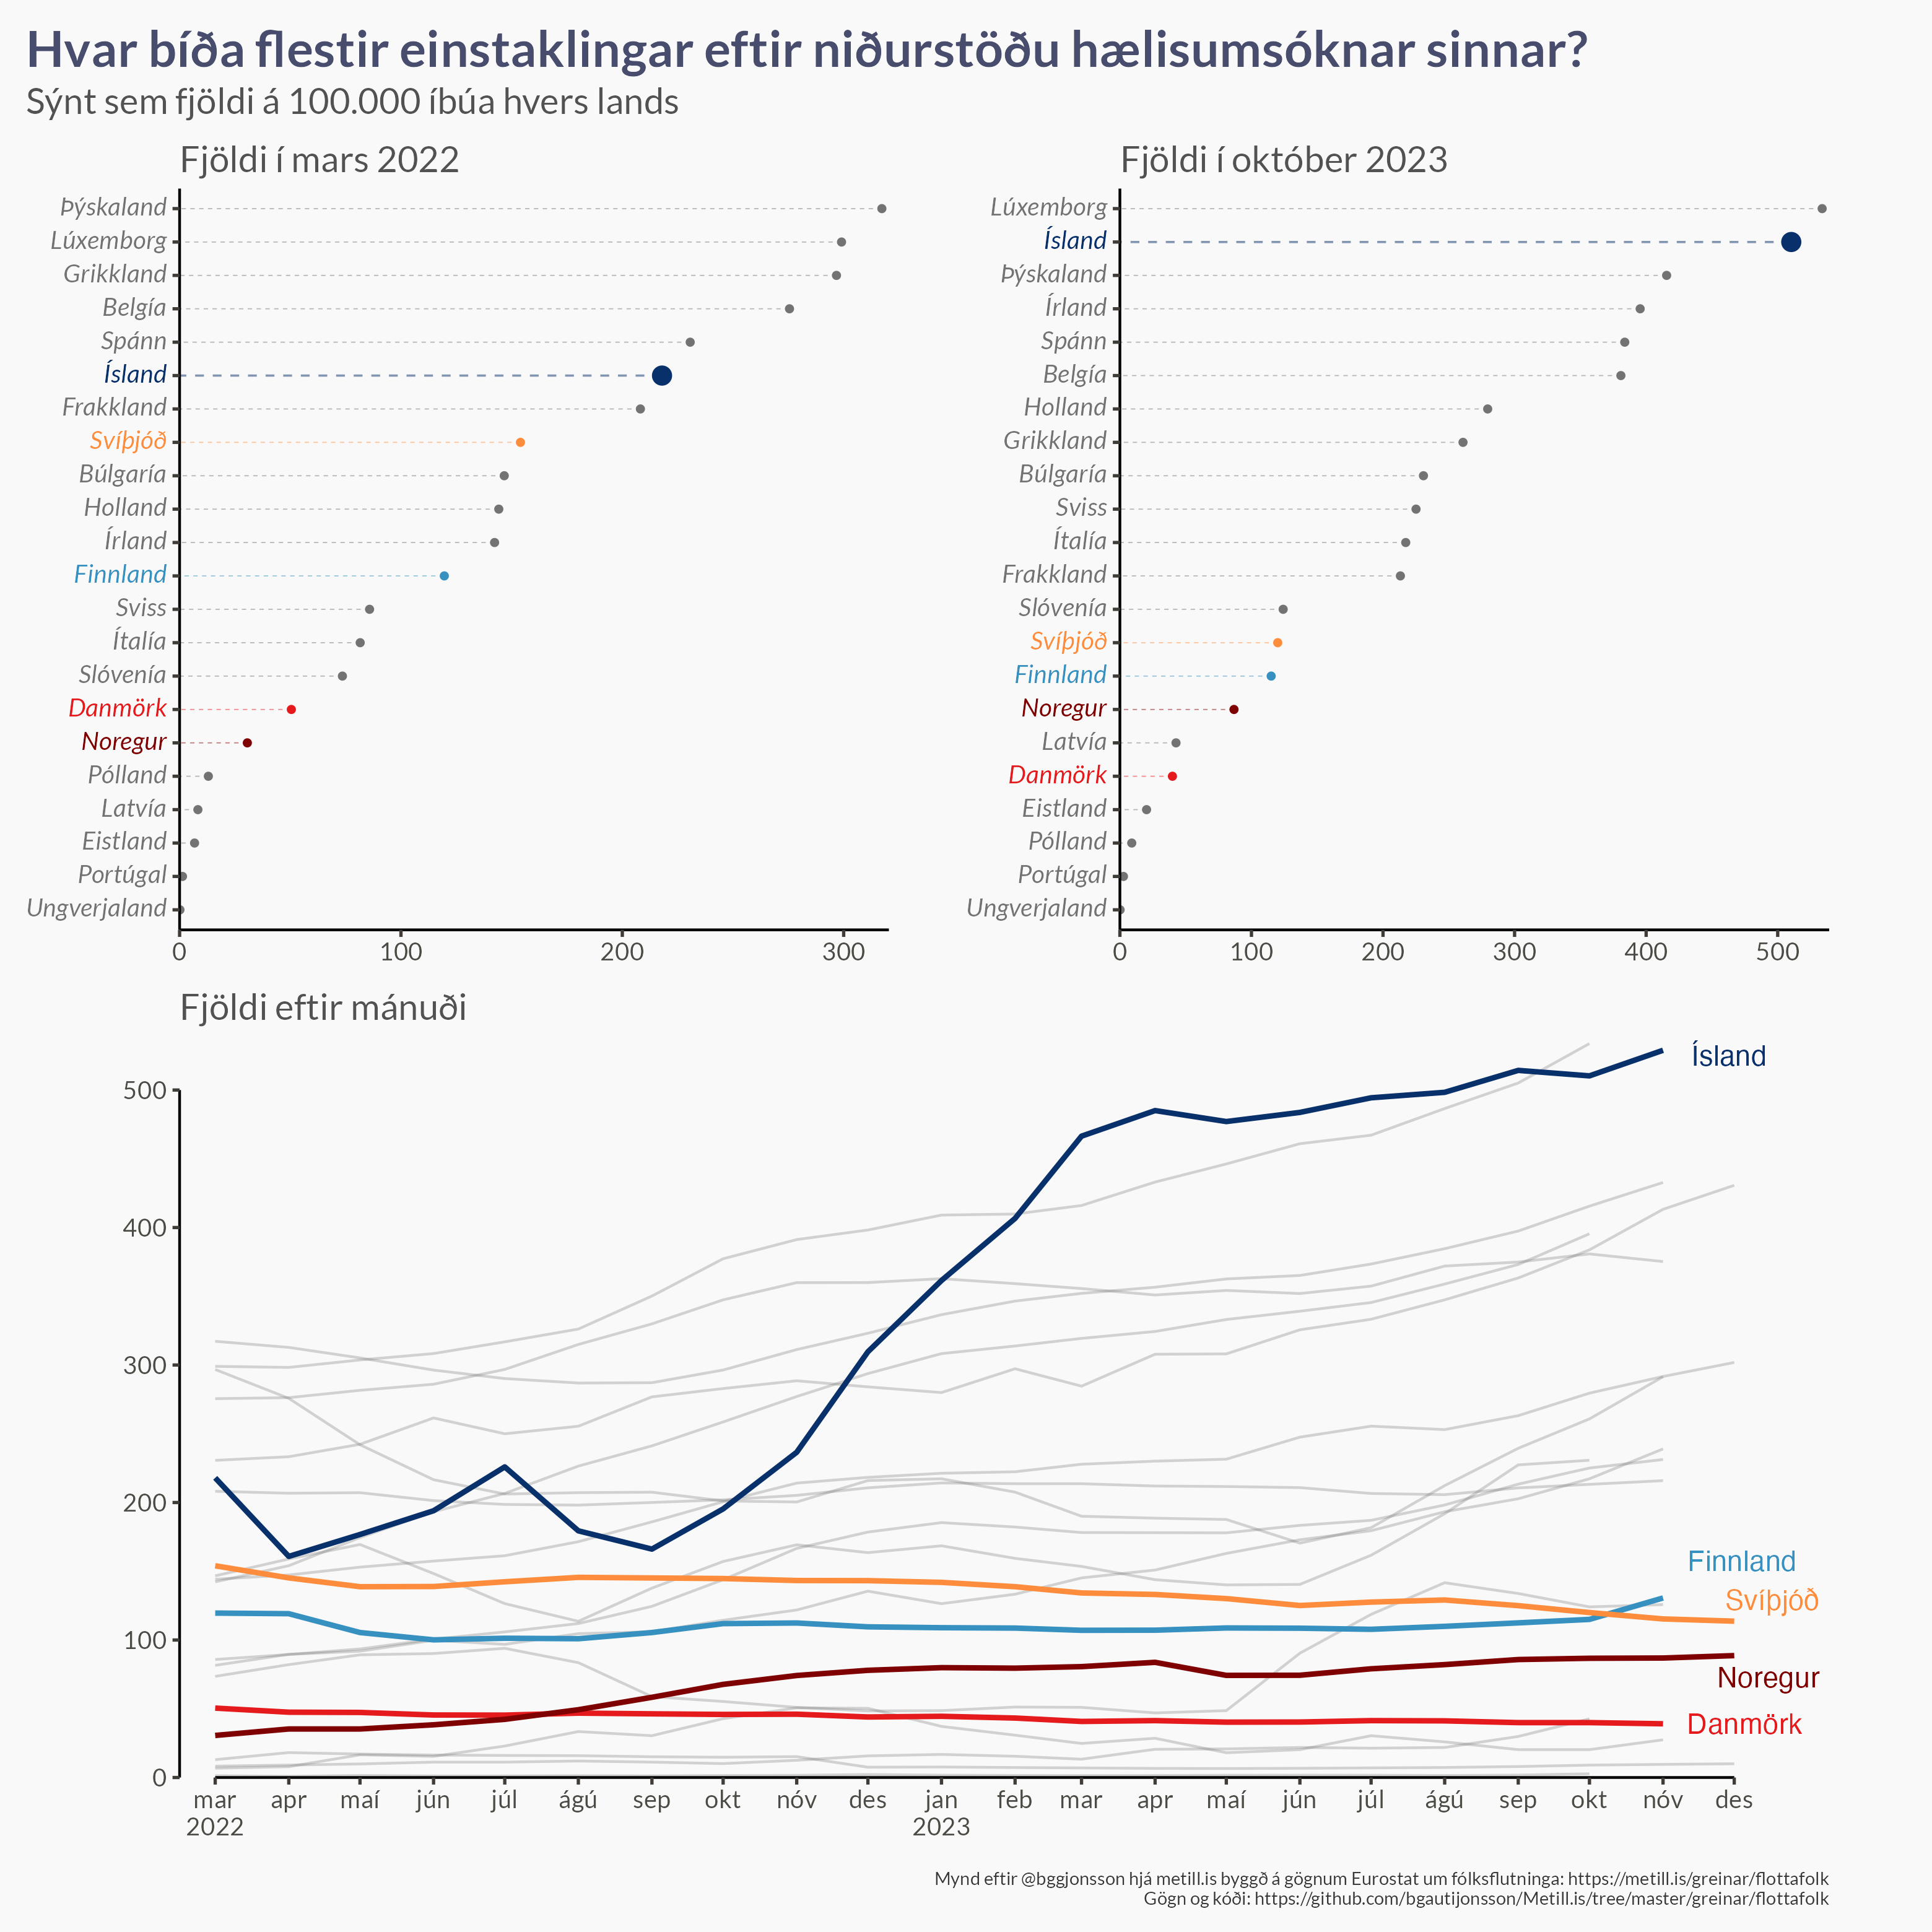 Hvar bíða flestir einstaklingar eftir niðurstöðu hælisumsóknar sinnar?
Sýnt sem fjöldi á 100.000 íbúa hvers lands
Fjöldi í mars 2022
Þýskaland
Lúxemborg
Grikkland
Belgía
Spánn
Ísland
Frakkland
Svíþjóð
Búlgaría
Holland
Írland
Finnland
Sviss
Ítalía
Slóvenía
Danmörk
Noregur
Pólland
Latvía
Eistland
Portúgal
Ungverjaland
0 100 200 300
Fjöldi í október 2023
Lúxemborg
Ísland
Þýskaland
Írland
Spánn
Belgía
Holland
Grikkland
Búlgaría
Sviss
Ítalía
Frakkland
Slóvenía
Svíþjóð
Finnland
Noregur
Latvía
Danmörk
Eistland
Pólland
Portúgal
Ungverjaland
0 100 200 300 400 500
Fjöldi eftir mánuði
500
400
300
200
100
0
Ísland
Finnland
Svíþjóð
Noregur
Danmörk
mar apr maí jún júl ágú sep okt nóv des jan feb mar apr maí jún júl ágú sep okt nóv des
2022 2023
Mynd eftir @bggjonsson hjá metill.is byggð á gögnum Eurostat um fólksflutninga: https://metill.is/greinar/flottafolk
Gögn og kóði: https://github.com/bgautijonsson/Metill.is/tree/master/greinar/flottafolk